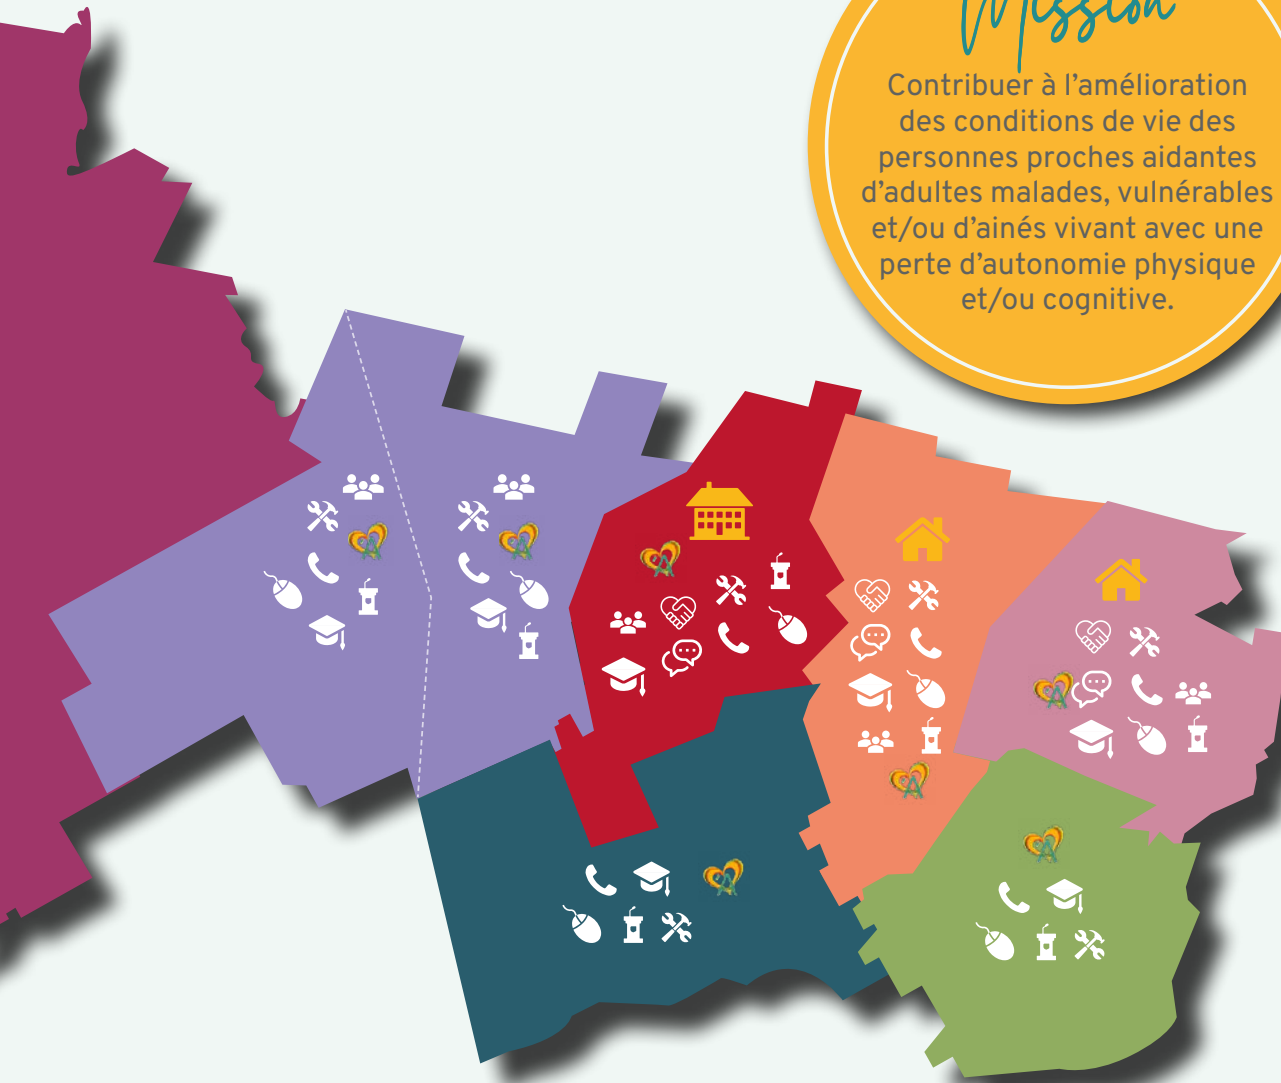 Mission
Contribuer à l’amélioration
des conditions de vie des
personnes proches aidantes
d’adultes malades, vulnérables
et/ou d’ainés vivant avec une
perte d’autonomie physique
et/ou cognitive.